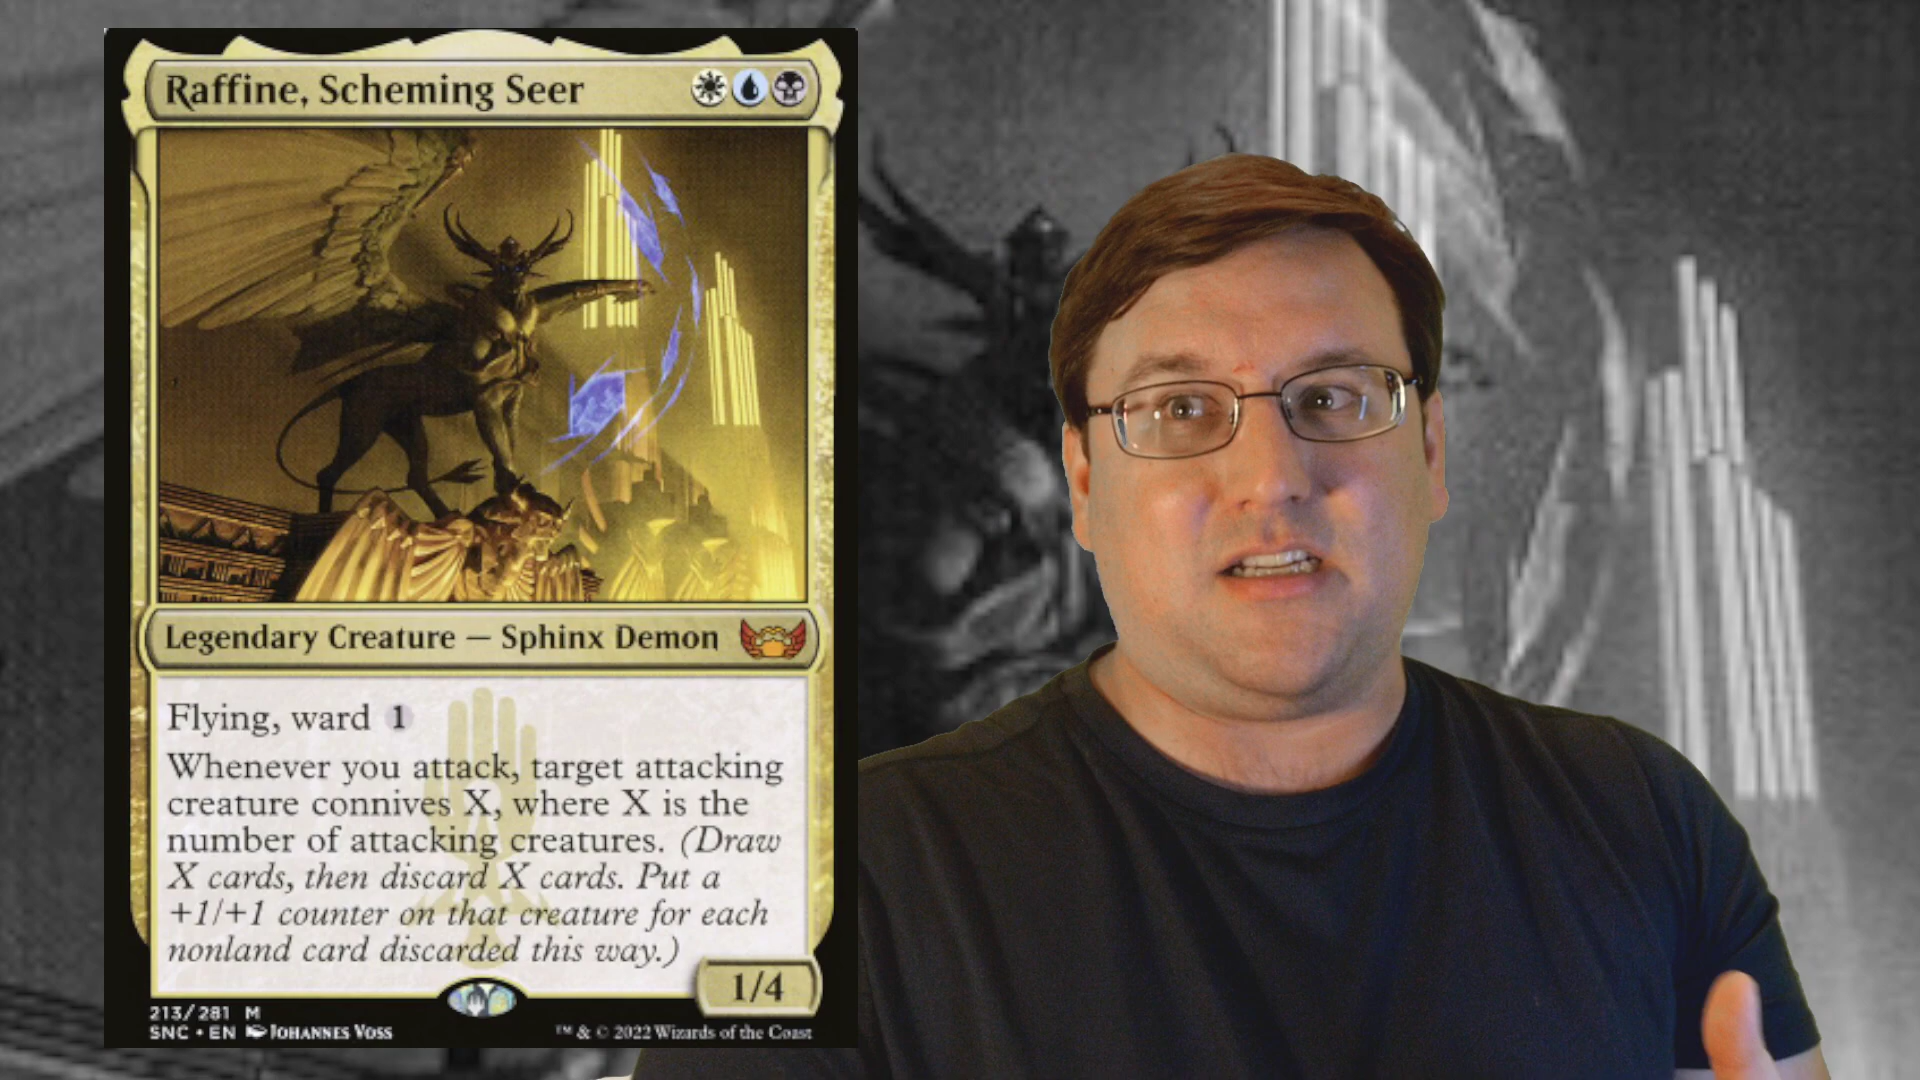 Raffine, Scheming Seer
Legendary Creature — Sphinx Demon
Flying, ward 1
Whenever you attack, target attacking
creature connives X, where X is the
number of attacking creatures. (Draw
X cards, then discard X cards. Put a
+1/+1 counter on that creature for each
nonland card discarded this way.)
1/4
213/281 M
SNC • EN Johannes Voss
™ & © 2022 Wizards of the Coast